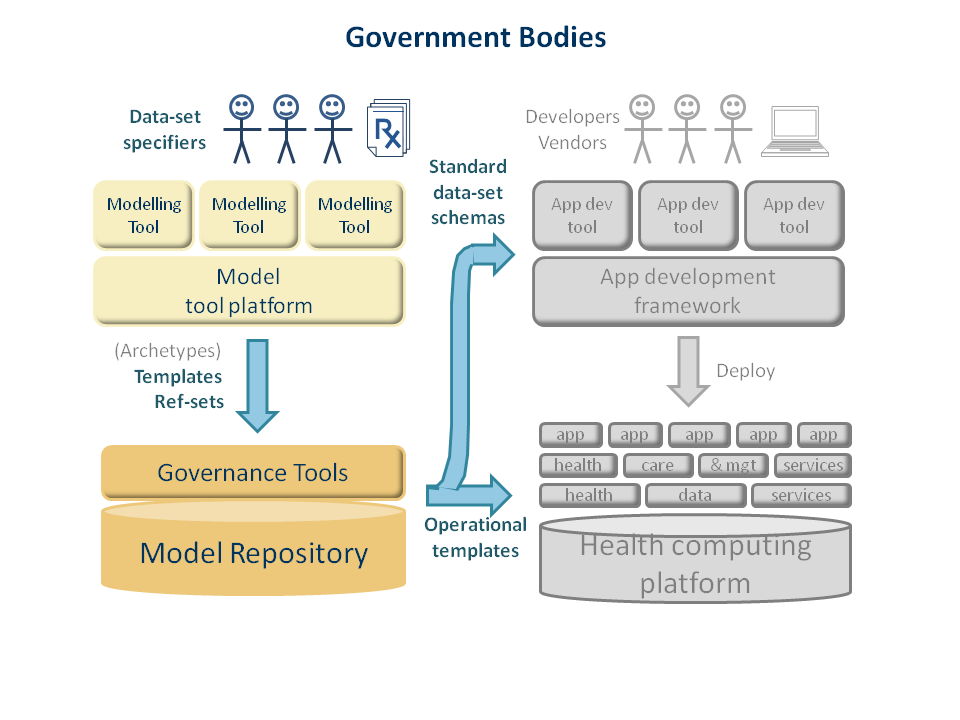 Government Bodies
Data-set
specifiers
Rx
Developers
Vendors
Standard
data-set
schemas
Modelling
Tool
Modelling
Tool
Modelling
Tool
App dev
tool
App dev
tool
App dev
tool
Model
tool platform
App development
framework
(Archetypes)
Templates
Ref-sets
Deploy
app
app
app
app
app
Governance Tools
health
care
& mgt
services
health
data
services
Operational
templates
Model Repository
Health computing
platform